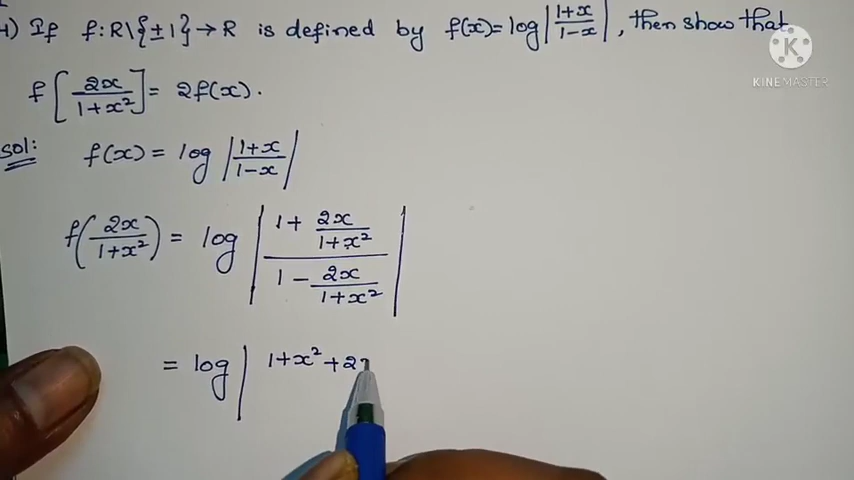 4) If f: R\{±1} → R is defined by f(x) = log|(1+x)/(1-x)|, then show that
KINEMASTER
f[2x/(1+x²)] = 2f(x).
sol: f(x) = log|(1+x)/(1-x)|
f(2x/(1+x²)) = log|(1 + 2x/(1+x²))/(1 - 2x/(1+x²))|
= log| 1+x² +2